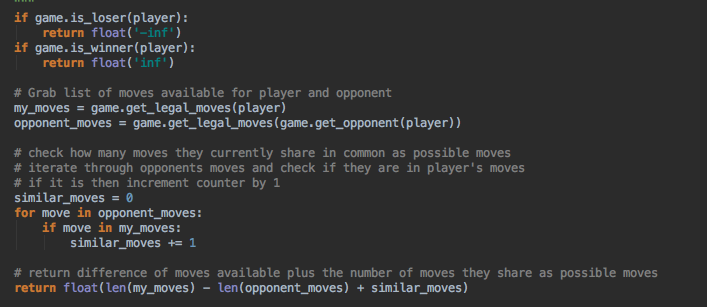 """
if game.is_loser(player):
    return float('-inf')
if game.is_winner(player):
    return float('inf')

# Grab list of moves available for player and opponent
my_moves = game.get_legal_moves(player)
opponent_moves = game.get_legal_moves(game.get_opponent(player))

# check how many moves they currently share in common as possible moves
# iterate through opponents moves and check if they are in player's moves
# if it is then increment counter by 1
similar_moves = 0
for move in opponent_moves:
    if move in my_moves:
        similar_moves += 1

# return difference of moves available plus the number of moves they share as possible moves
return float(len(my_moves) - len(opponent_moves) + similar_moves)